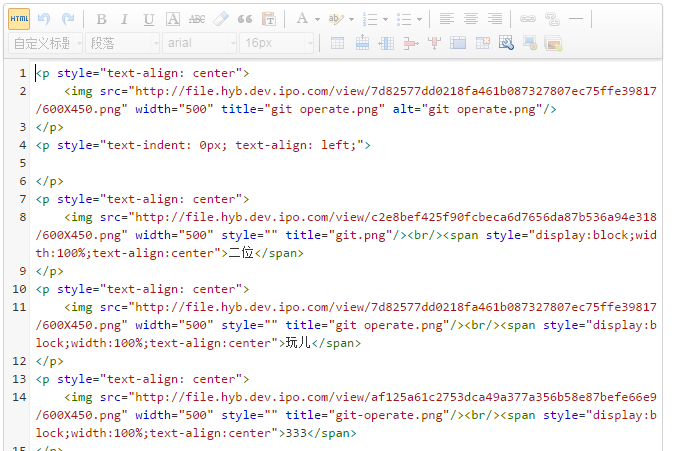 HTML B I U A ABC A ab
自定义标题 段落 arial 16px
1 <p style="text-align: center">
2     <img src="http://file.hyb.dev.ipo.com/view/7d82577dd0218fa461b087327807ec75ffe39817
/600X450.png" width="500" title="git operate.png" alt="git operate.png"/>
3 </p>
4 <p style="text-indent: 0px; text-align: left;">
5
6 </p>
7 <p style="text-align: center">
8     <img src="http://file.hyb.dev.ipo.com/view/c2e8bef425f90fcbeca6d7656da87b536a94e318
/600X450.png" width="500" style="" title="git.png"/><br/><span style="display:block;wid
th:100%;text-align:center">二位</span>
9 </p>
10 <p style="text-align: center">
11     <img src="http://file.hyb.dev.ipo.com/view/7d82577dd0218fa461b087327807ec75ffe39817
/600X450.png" width="500" style="" title="git operate.png"/><br/><span style="display:b
lock;width:100%;text-align:center">玩儿</span>
12 </p>
13 <p style="text-align: center">
14     <img src="http://file.hyb.dev.ipo.com/view/af125a61c2753dca49a377a356b58e87befe66e9
/600X450.png" width="500" style="" title="git-operate.png"/><br/><span style="display:b
lock;width:100%;text-align:center">333</span>
15 </p>